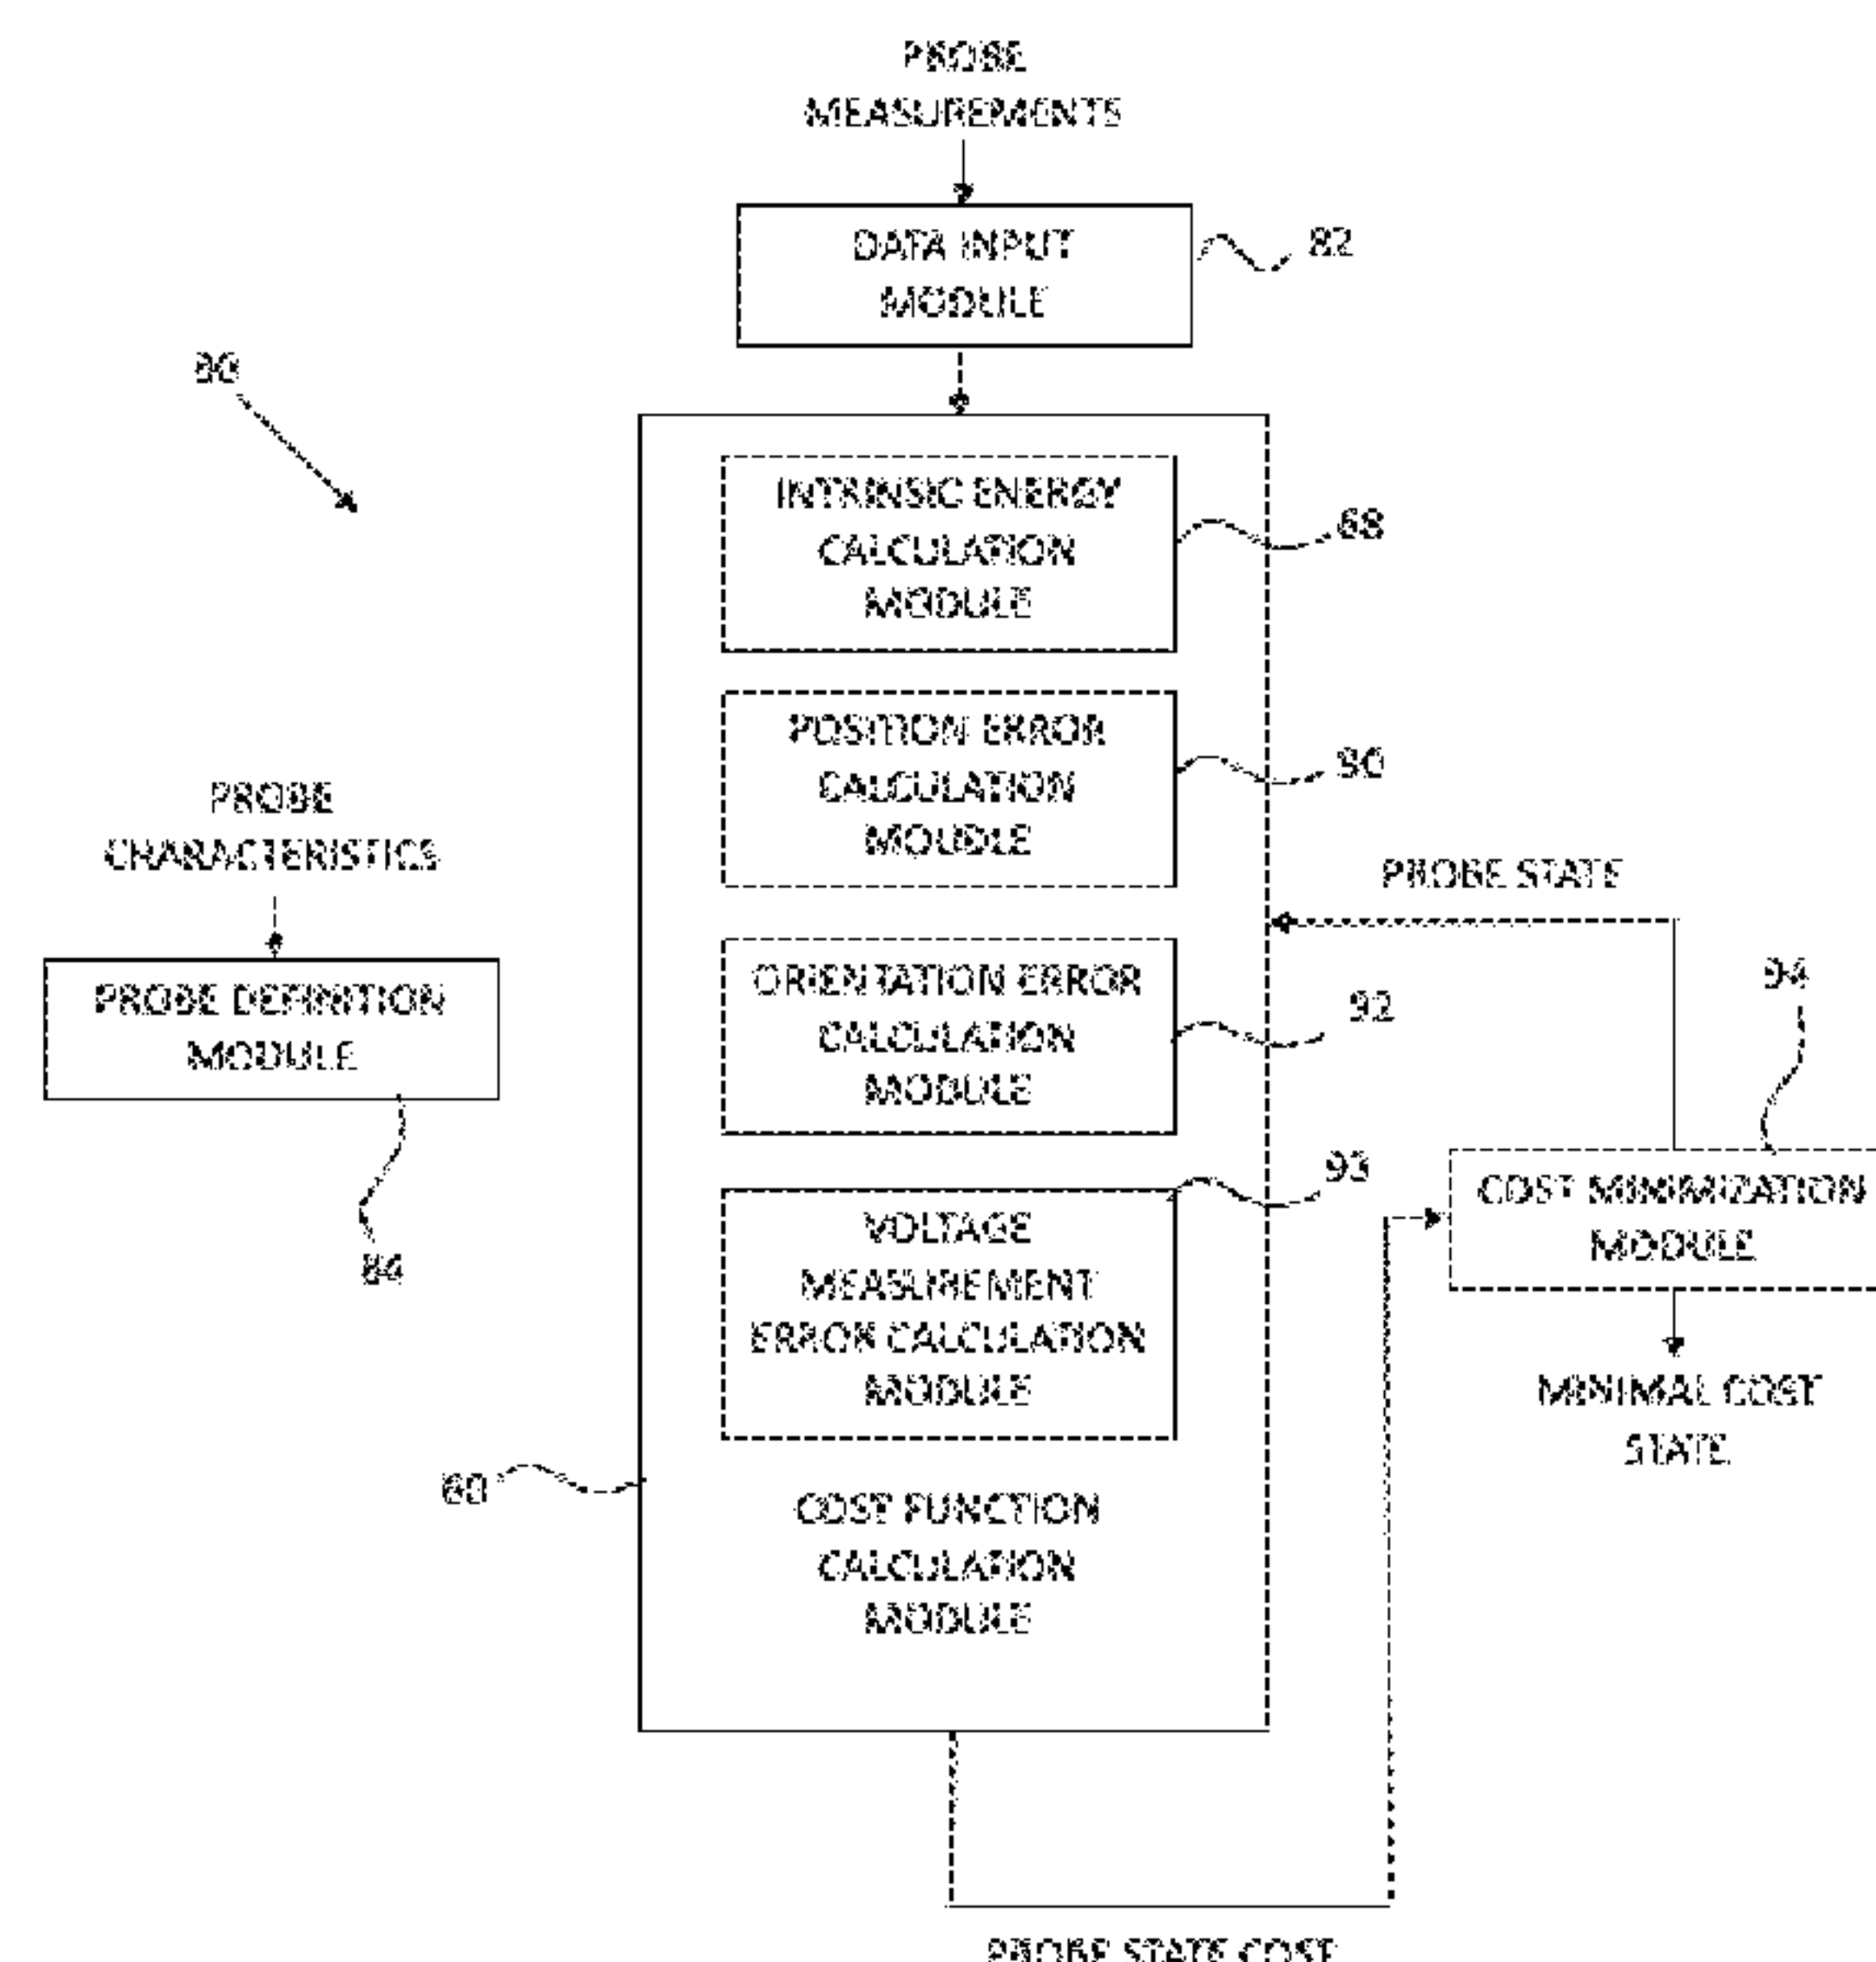 PROBE
MEASUREMENTS
DATA INPUT
MODULE
82
80
INTRINSIC ENERGY
CALCULATION
MODULE
68
POSITION ERROR
CALCULATION
MOUDLE
90
PROBE
CHARACTERISTICS
PROBE STATE
PROBE DEFINITION
MODULE
84
ORIENTATION ERROR
CALCULATION
MODULE
92
94
VOLTAGE
MEASUREMENT
ERROR CALCULATION
MODULE
93
COST MINIMIZATION
MODULE
MINIMAL COST
STATE
60
COST FUNCTION
CALCULATION
MODULE
PROBE STATE COST